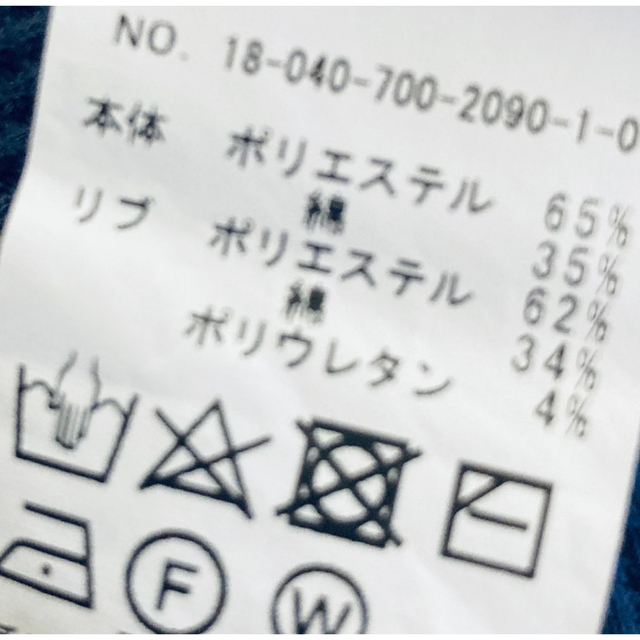 NO. 18-040-700-2090-1-0
本体 ポリエステル 65%
綿 35%
リブ ポリエステル 62%
綿 34%
ポリウレタン 4%
F
W